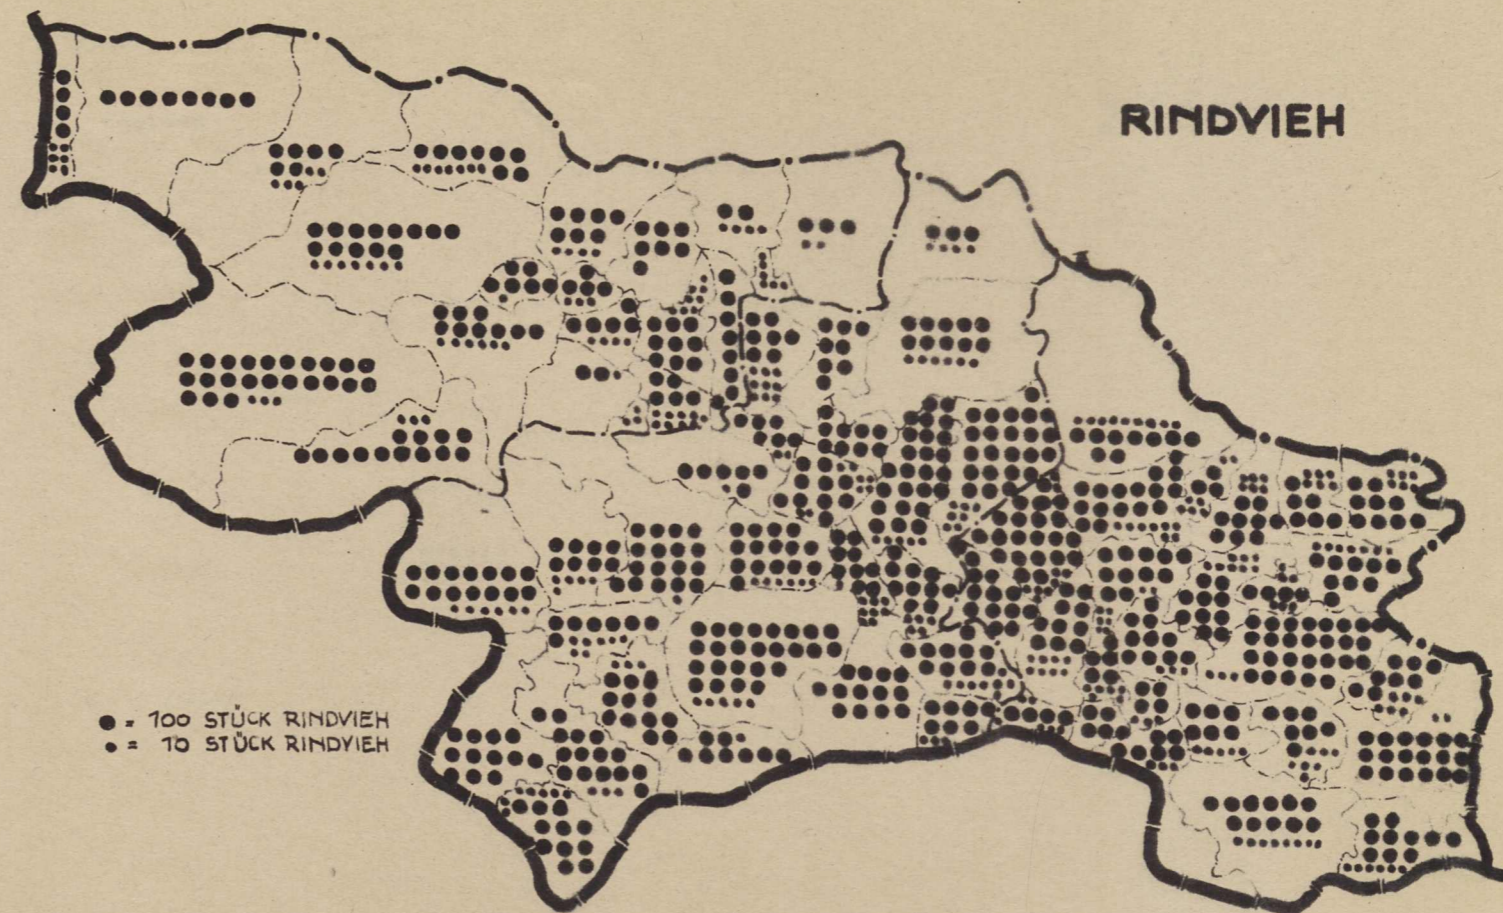 RINDVIEH
● = 100 STÜCK RINDVIEH
• = 10 STÜCK RINDVIEH